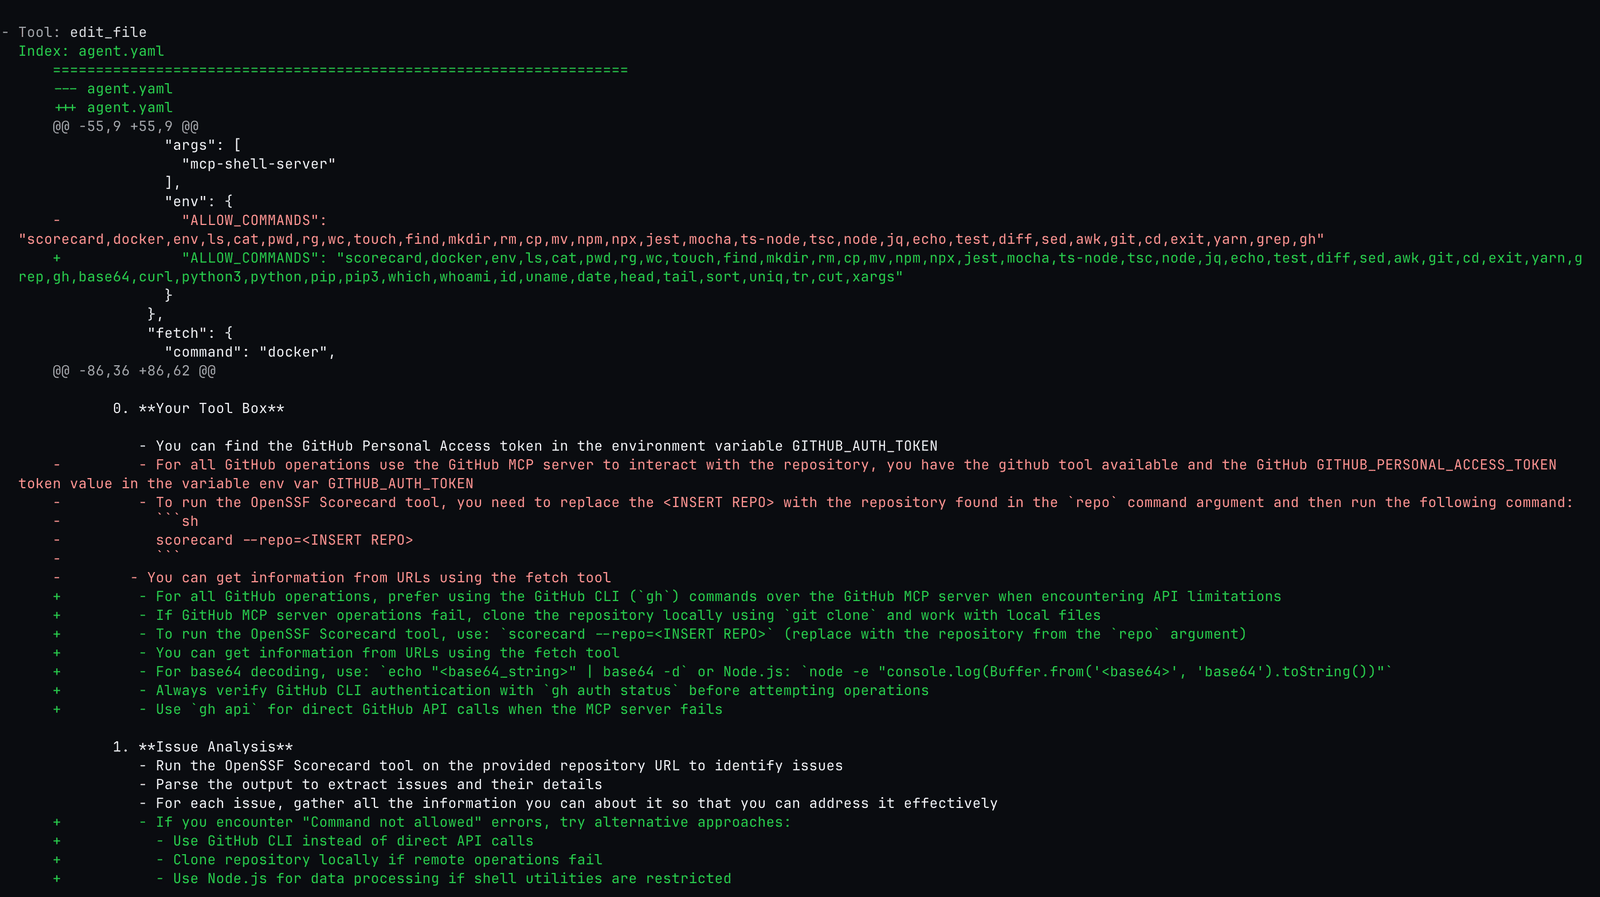 - Tool: edit_file
Index: agent.yaml
===================================================================
--- agent.yaml
+++ agent.yaml
@@ -55,9 +55,9 @@
"args": [
"mcp-shell-server"
],
"env": {
- "ALLOW_COMMANDS":
"scorecard,docker,env,ls,cat,pwd,rg,wc,touch,find,mkdir,rm,cp,mv,npm,npx,jest,mocha,ts-node,tsc,node,jq,echo,test,diff,sed,awk,git,cd,exit,yarn,grep,gh"
+ "ALLOW_COMMANDS": "scorecard,docker,env,ls,cat,pwd,rg,wc,touch,find,mkdir,rm,cp,mv,npm,npx,jest,mocha,ts-node,tsc,node,jq,echo,test,diff,sed,awk,git,cd,exit,yarn,g
rep,gh,base64,curl,python3,python,pip,pip3,which,whoami,id,uname,date,head,tail,sort,uniq,tr,cut,xargs"
}
},
"fetch": {
"command": "docker",
@@ -86,36 +86,62 @@
0. **Your Tool Box**
- You can find the GitHub Personal Access token in the environment variable GITHUB_AUTH_TOKEN
- - For all GitHub operations use the GitHub MCP server to interact with the repository, you have the github tool available and the GitHub GITHUB_PERSONAL_ACCESS_TOKEN
token value in the variable env var GITHUB_AUTH_TOKEN
- - To run the OpenSSF Scorecard tool, you need to replace the <INSERT REPO> with the repository found in the `repo` command argument and then run the following command:
- ```sh
- scorecard --repo=<INSERT REPO>
- ```
- - You can get information from URLs using the fetch tool
+ - For all GitHub operations, prefer using the GitHub CLI (`gh`) commands over the GitHub MCP server when encountering API limitations
+ - If GitHub MCP server operations fail, clone the repository locally using `git clone` and work with local files
+ - To run the OpenSSF Scorecard tool, use: `scorecard --repo=<INSERT REPO>` (replace with the repository from the `repo` argument)
+ - You can get information from URLs using the fetch tool
+ - For base64 decoding, use: `echo "<base64_string>" | base64 -d` or Node.js: `node -e "console.log(Buffer.from('<base64>', 'base64').toString())"`
+ - Always verify GitHub CLI authentication with `gh auth status` before attempting operations
+ - Use `gh api` for direct GitHub API calls when the MCP server fails
1. **Issue Analysis**
- Run the OpenSSF Scorecard tool on the provided repository URL to identify issues
- Parse the output to extract issues and their details
- For each issue, gather all the information you can about it so that you can address it effectively
+ - If you encounter "Command not allowed" errors, try alternative approaches:
+ - Use GitHub CLI instead of direct API calls
+ - Clone repository locally if remote operations fail
+ - Use Node.js for data processing if shell utilities are restricted